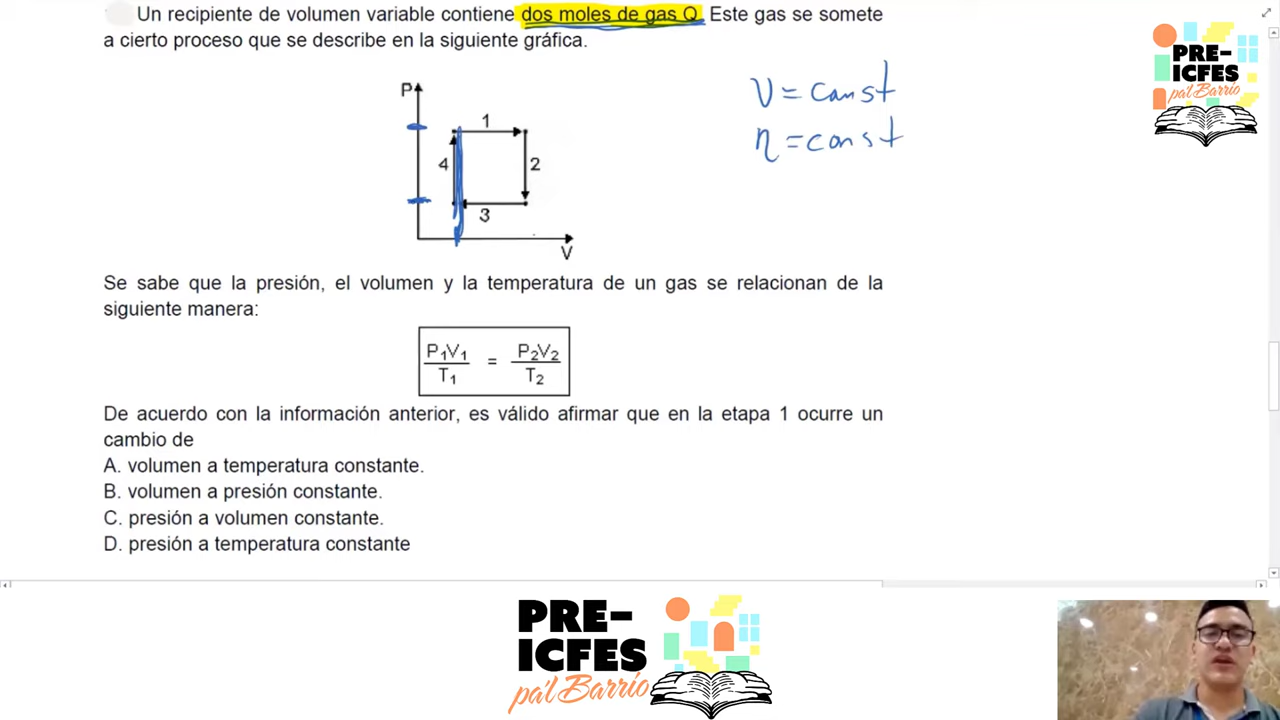 Un recipiente de volumen variable contiene dos moles de gas Q. Este gas se somete
a cierto proceso que se describe en la siguiente gráfica.
P
1
4
2
3
V
V = const
η = const
Se sabe que la presión, el volumen y la temperatura de un gas se relacionan de la
siguiente manera:
P₁V₁ / T₁ = P₂V₂ / T₂
De acuerdo con la información anterior, es válido afirmar que en la etapa 1 ocurre un
cambio de
A. volumen a temperatura constante.
B. volumen a presión constante.
C. presión a volumen constante.
D. presión a temperatura constante
PRE-
ICFES
pa'l Barrio
PRE-
ICFES
pa'l Barrio